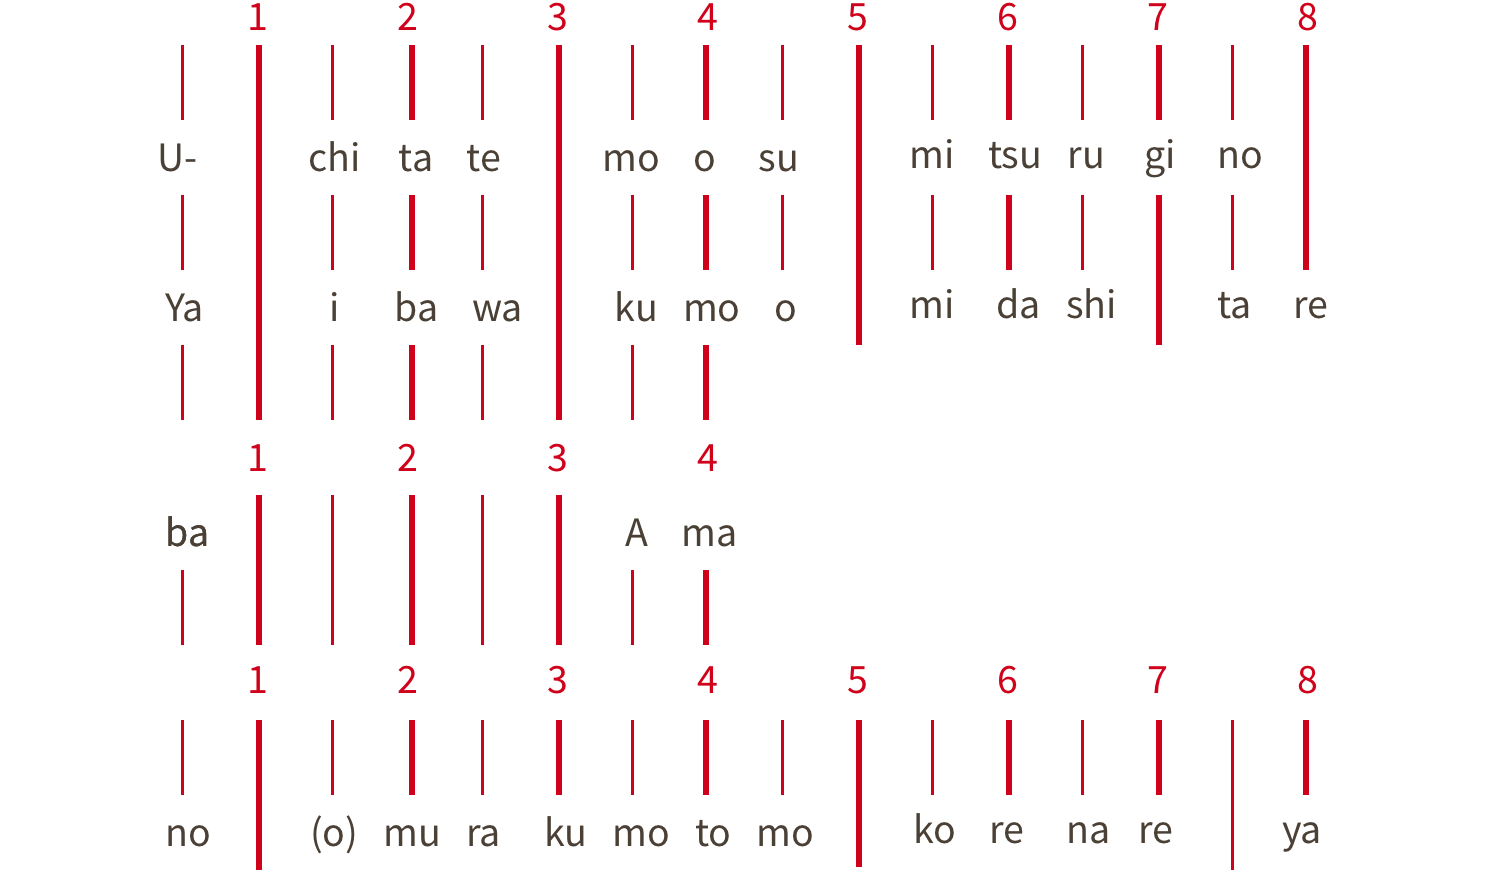 1 2 3 4 5 6 7 8
U- chi ta te mo o su mi tsu ru gi no
Ya i ba wa ku mo o mi da shi ta re
1 2 3 4
ba A ma
1 2 3 4 5 6 7 8
no (o) mu ra ku mo to mo ko re na re ya